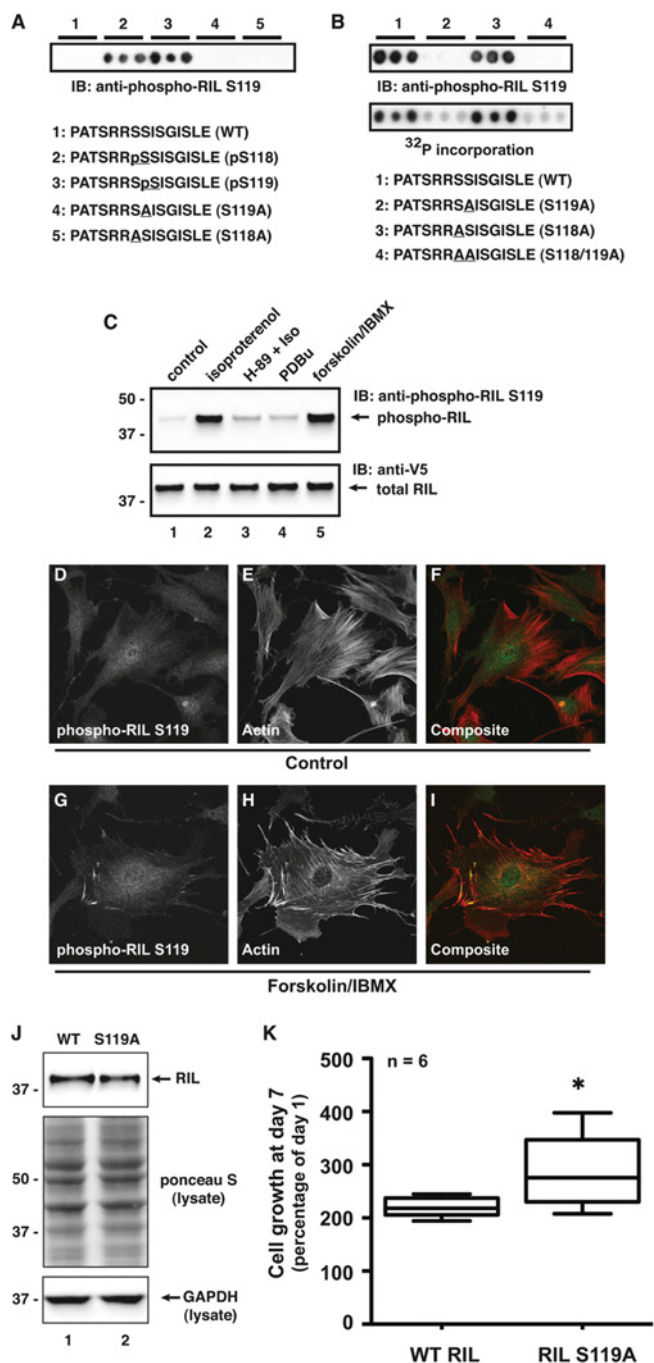 A
1 2 3 4 5
IB: anti-phospho-RIL S119
1: PATSRRSSISGISLE (WT)
2: PATSRRpSSISGISLE (pS118)
3: PATSRRSpSISGISLE (pS119)
4: PATSRRSAISGISLE (S119A)
5: PATSRRASISGISLE (S118A)
B
1 2 3 4
IB: anti-phospho-RIL S119
32P incorporation
1: PATSRRSSISGISLE (WT)
2: PATSRRSAISGISLE (S119A)
3: PATSRRASISGISLE (S118A)
4: PATSRRAAISGISLE (S118/119A)
C
control isoproterenol H-89 + Iso PDBu forskolin/IBMX
IB: anti-phospho-RIL S119
50 -
phospho-RIL
37 -
IB: anti-V5
total RIL
37 -
1 2 3 4 5
D E F
phospho-RIL S119 Actin Composite
Control
G H I
phospho-RIL S119 Actin Composite
Forskolin/IBMX
J
WT S119A
RIL
37 -
50 -
ponceau S
(lysate)
37 -
37 -
GAPDH
(lysate)
1 2
K
n = 6
*
Cell growth at day 7
(percentage of day 1)
500
400
300
200
100
0
WT RIL RIL S119A